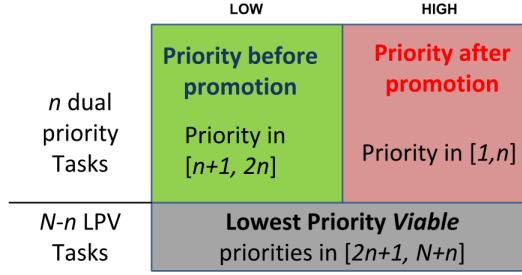 LOW HIGH
Priority before
promotion
Priority after
promotion
n dual
priority
Tasks
Priority in
[n+1, 2n]
Priority in [1,n]
N-n LPV
Tasks
Lowest Priority Viable
priorities in [2n+1, N+n]